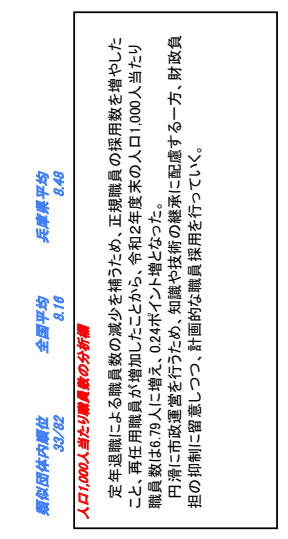 類似団体内順位 全国平均 兵庫県平均
33/82 8.16 8.48
人口1,000人当たり職員数の分析欄
定年退職による職員数の減少を補うため、正規職員の採用数を増やした
こと、再任用職員が増加したことから、令和2年度末の人口1,000人当たり
職員数は6.79人に増え、0.24ポイント増となった。
円滑に市政運営を行うため、知識や技術の継承に配慮する一方、財政負
担の抑制に留意しつつ、計画的な職員採用を行っていく。